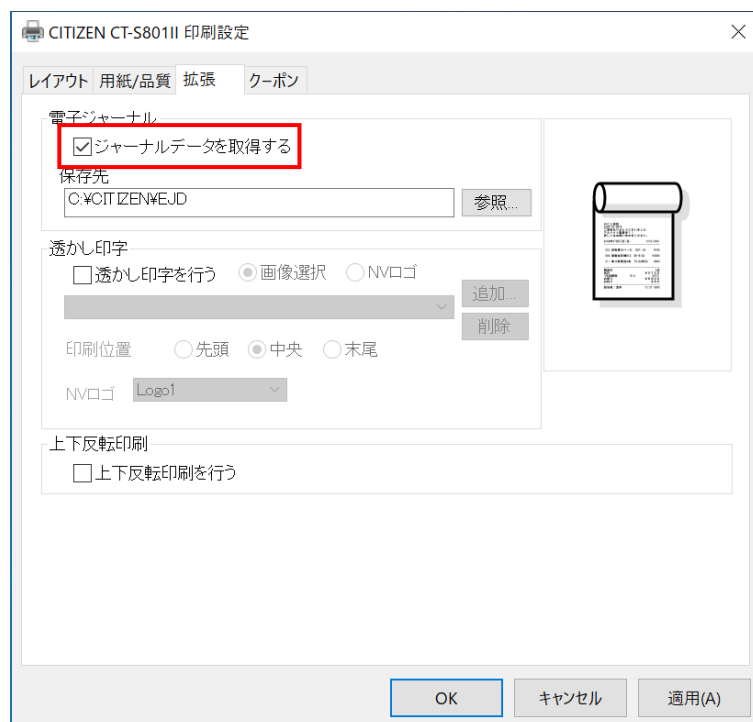 CITIZEN CT-S801II 印刷設定
レイアウト 用紙/品質 拡張 クーポン
電子ジャーナル
ジャーナルデータを取得する
保存先
C:¥CITIZEN¥EJD 参照...
透かし印字
透かし印字を行う 画像選択 NVロゴ
追加...
削除
印刷位置 先頭 中央 末尾
NVロゴ Logo1
上下反転印刷
上下反転印刷を行う
OK キャンセル 適用(A)